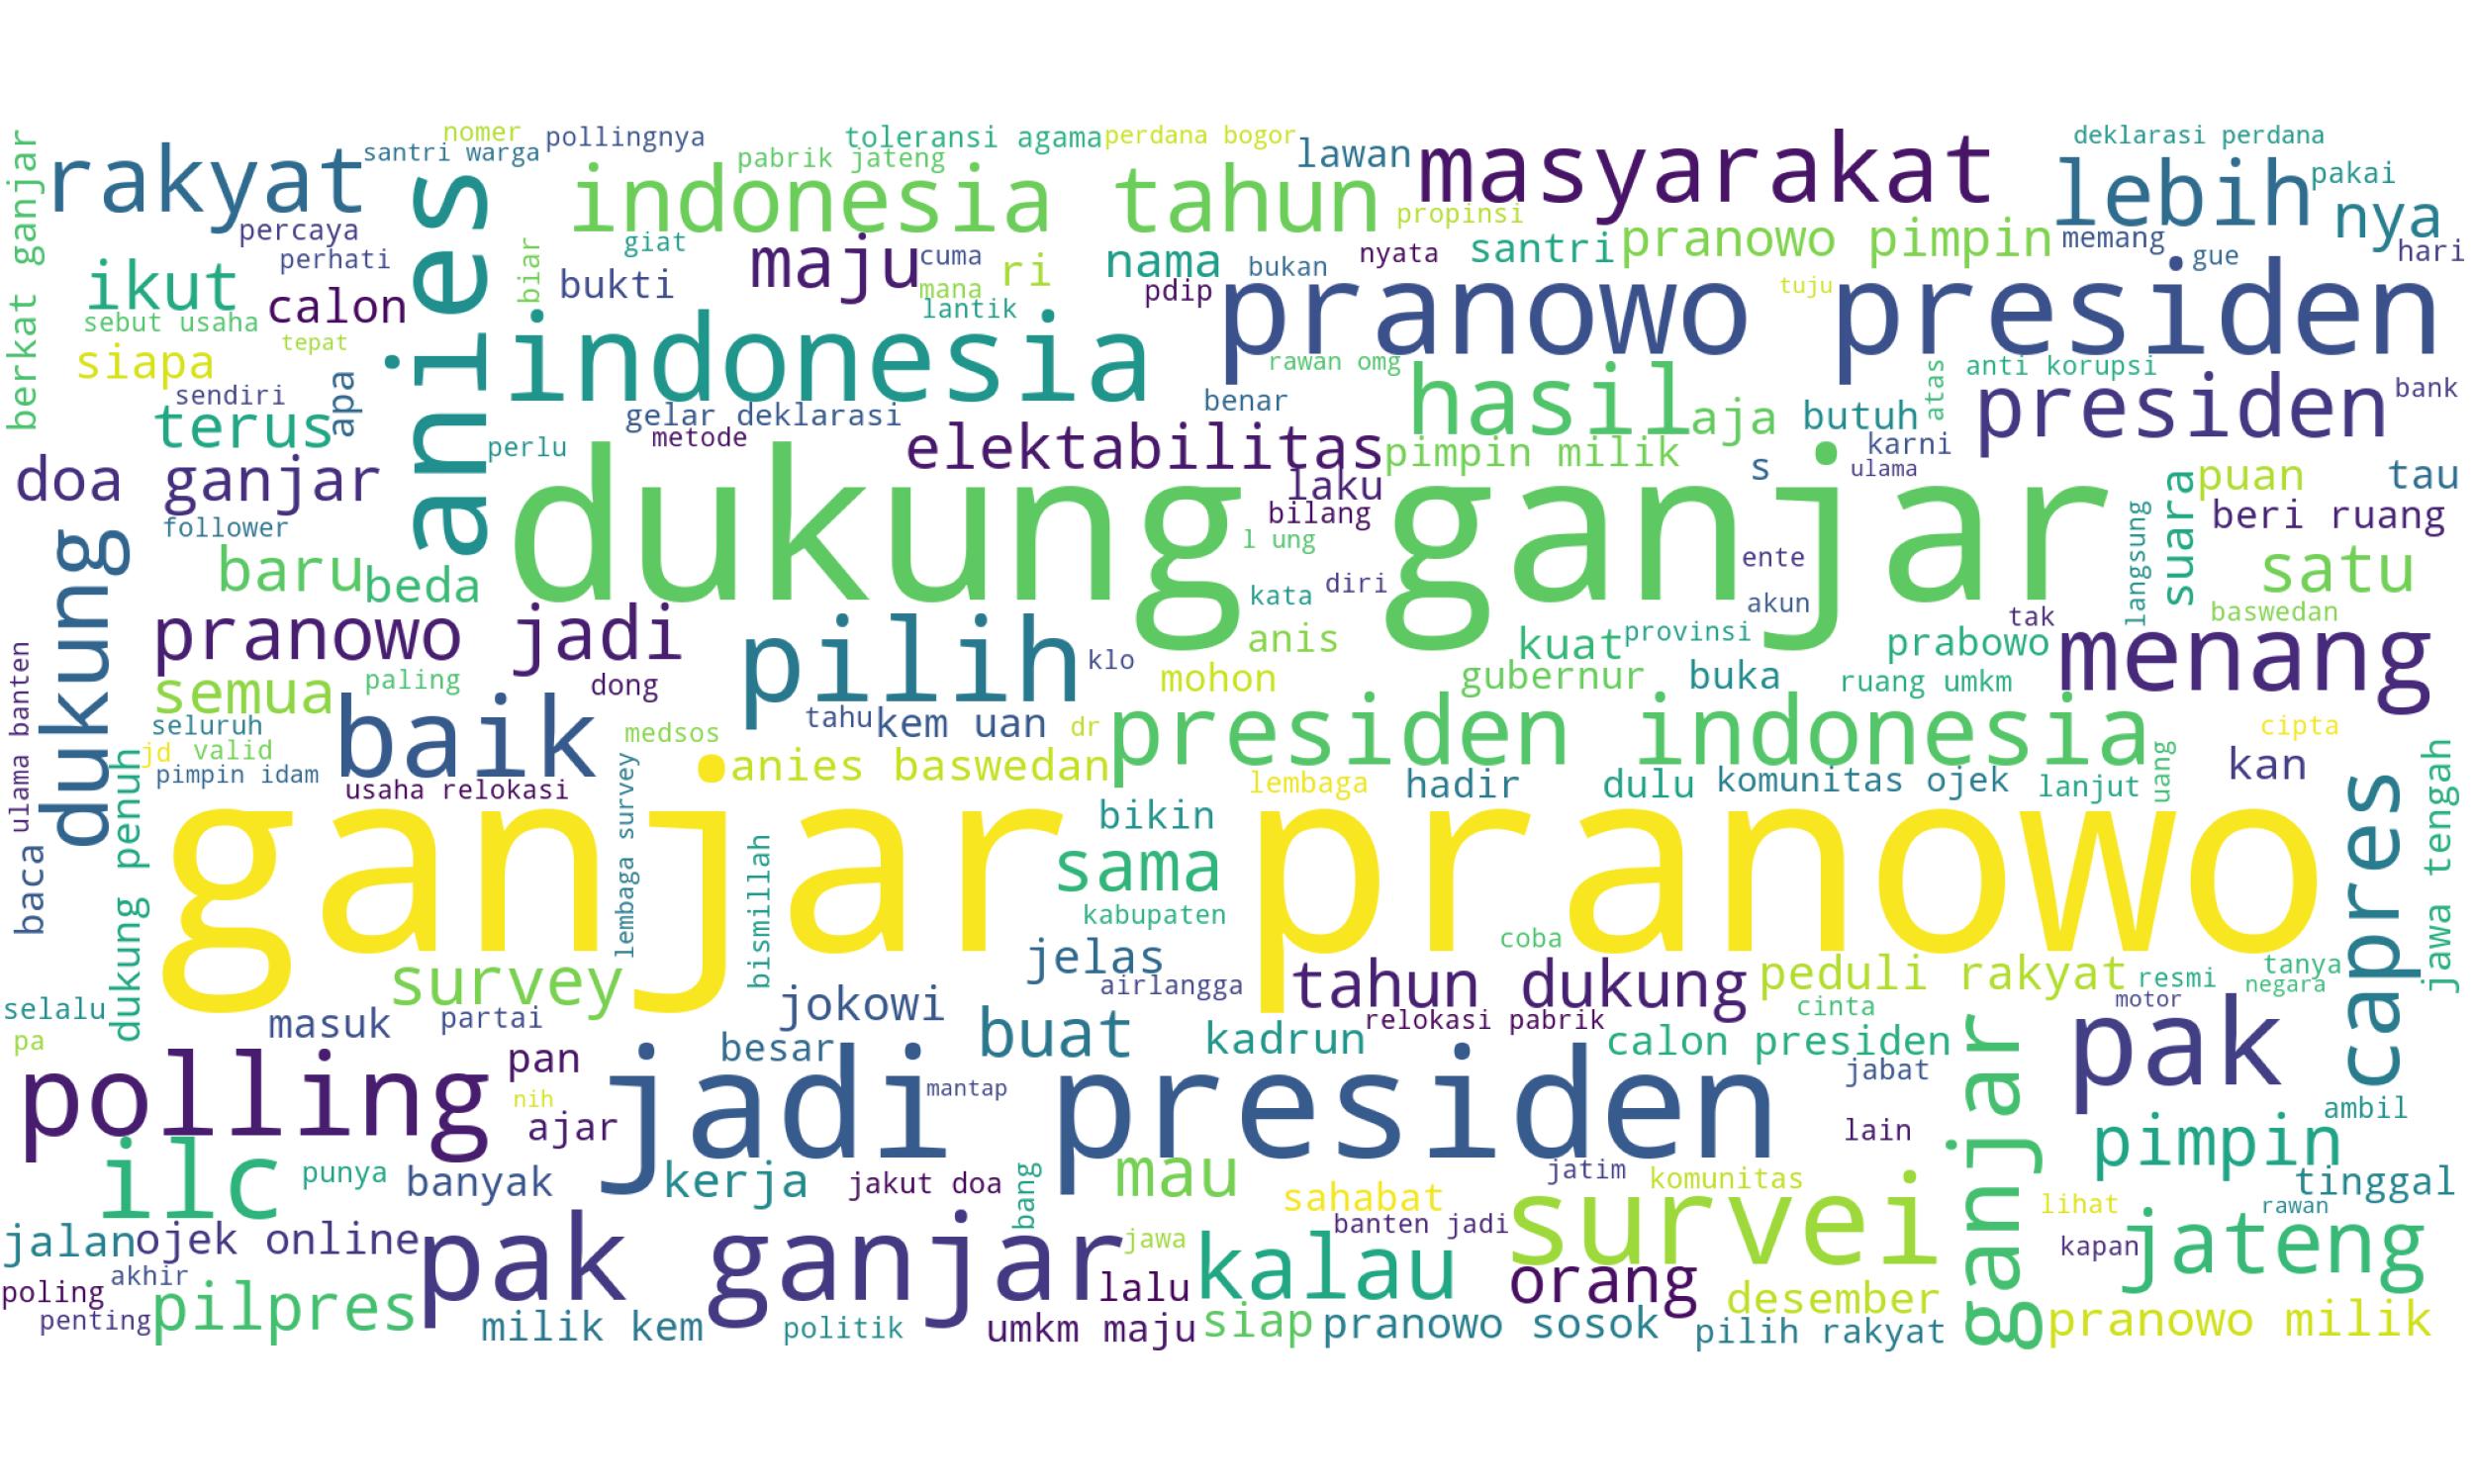 nomer
pollingnya
toleransi agama
perdana bogor
deklarasi perdana
berkat ganjar
rakyat
santri warga
pabrik jateng
lawan
masyarakat
lebih
pakai
anies
indonesia tahun
propinsi
nya
percaya
giat
maju
cuma
ri
nama
bukan
nyata
santri
pranowo pimpin
memang
gue
hari
perhati
biar
bukti
mana
lantik
pdip
pranowo
tuju
presiden
ikut
calon
sebut usaha
tepat
siapa
indonesia
rawan omg
hasil
atas
anti korupsi
sendiri
apa
terus
gelar deklarasi
benar
aja
butuh
presiden
bank
perlu
metode
elektabilitas
pimpin milik
karni
s
ulama
doa ganjar
laku
puan
tau
dukung ganjar
follower
bilang
l ung
langsung
suara
beri ruang
dukung
baru
beda
ente
satu
diri
kata
akun
baswedan
tak
pranowo jadi
pilih
klo
anis
kuat
provinsi
prabowo
menang
ulama banten
semua
paling
dong
mohon
gubernur
buka
ruang umkm
seluruh
baik
tahu
kem uan
dr
presiden indonesia
cipta
jd
valid
medsos
pimpin idam
anies baswedan
lembaga
hadir
dulu
komunitas ojek
lanjut
uang
kan
usaha relokasi
dukung penuh
lembaga survey
bismillah
bikin
capres
jawa tengah
ganjar pranowo
baca
sama
kabupaten
coba
jelas
survey
airlangga
tahun dukung
peduli rakyat
resmi
tanya
negara
selalu
masuk
partai
jokowi
buat
kadrun
relokasi pabrik
cinta
motor
pa
pan
besar
calon presiden
pak
polling
nih
ajar
jadi presiden
mantap
jabat
ganjar
ambil
lain
pimpin
ilc
punya
banyak
kerja
jakut doa
bang
mau
jatim
komunitas
tinggal
sahabat
survei
lihat
rawan
jalan
ojek online
pak ganjar
jawa
banten jadi
kapan
jateng
poling
akhir
lalu
kalau
orang
penting
pilpres
milik kem
politik
umkm maju
siap
pranowo sosok
desember
pilih rakyat
pranowo milik